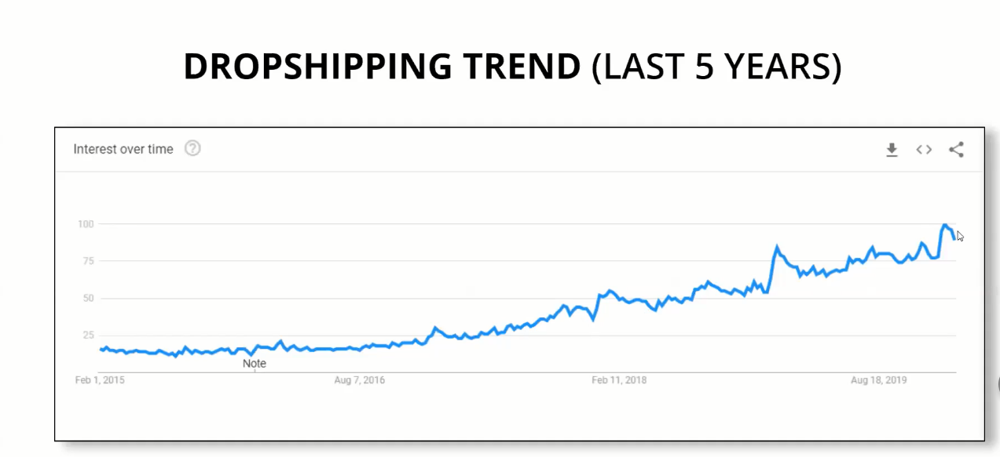 DROPSHIPPING TREND (LAST 5 YEARS)
Interest over time ?
100
75
50
25
Note
Feb 1, 2015 Aug 7, 2016 Feb 11, 2018 Aug 18, 2019